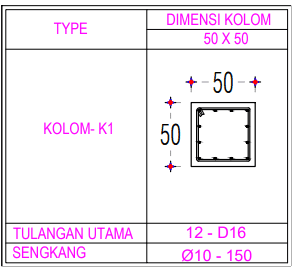 TYPE
DIMENSI KOLOM
50 X 50
KOLOM- K1
50
50
TULANGAN UTAMA
12 - D16
SENGKANG
Ø10 - 150